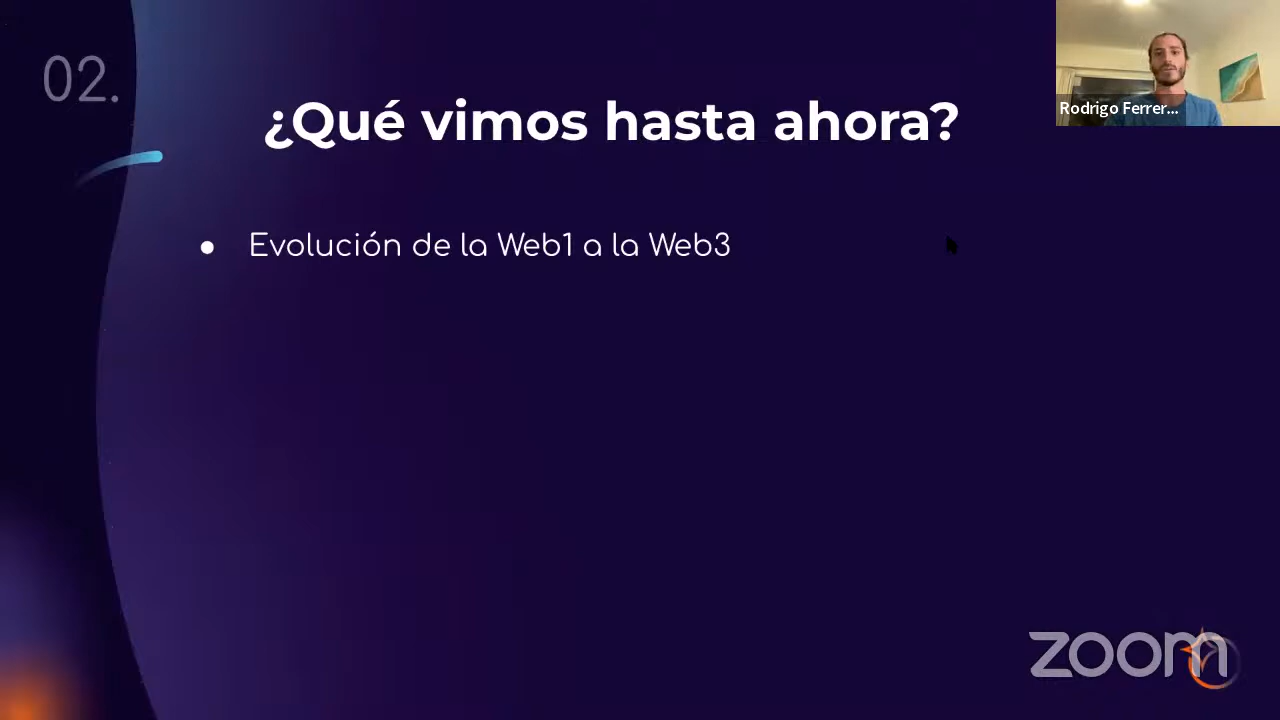 02.
¿Qué vimos hasta ahora?
Rodrigo Ferrer...
● Evolución de la Web1 a la Web3
zoom